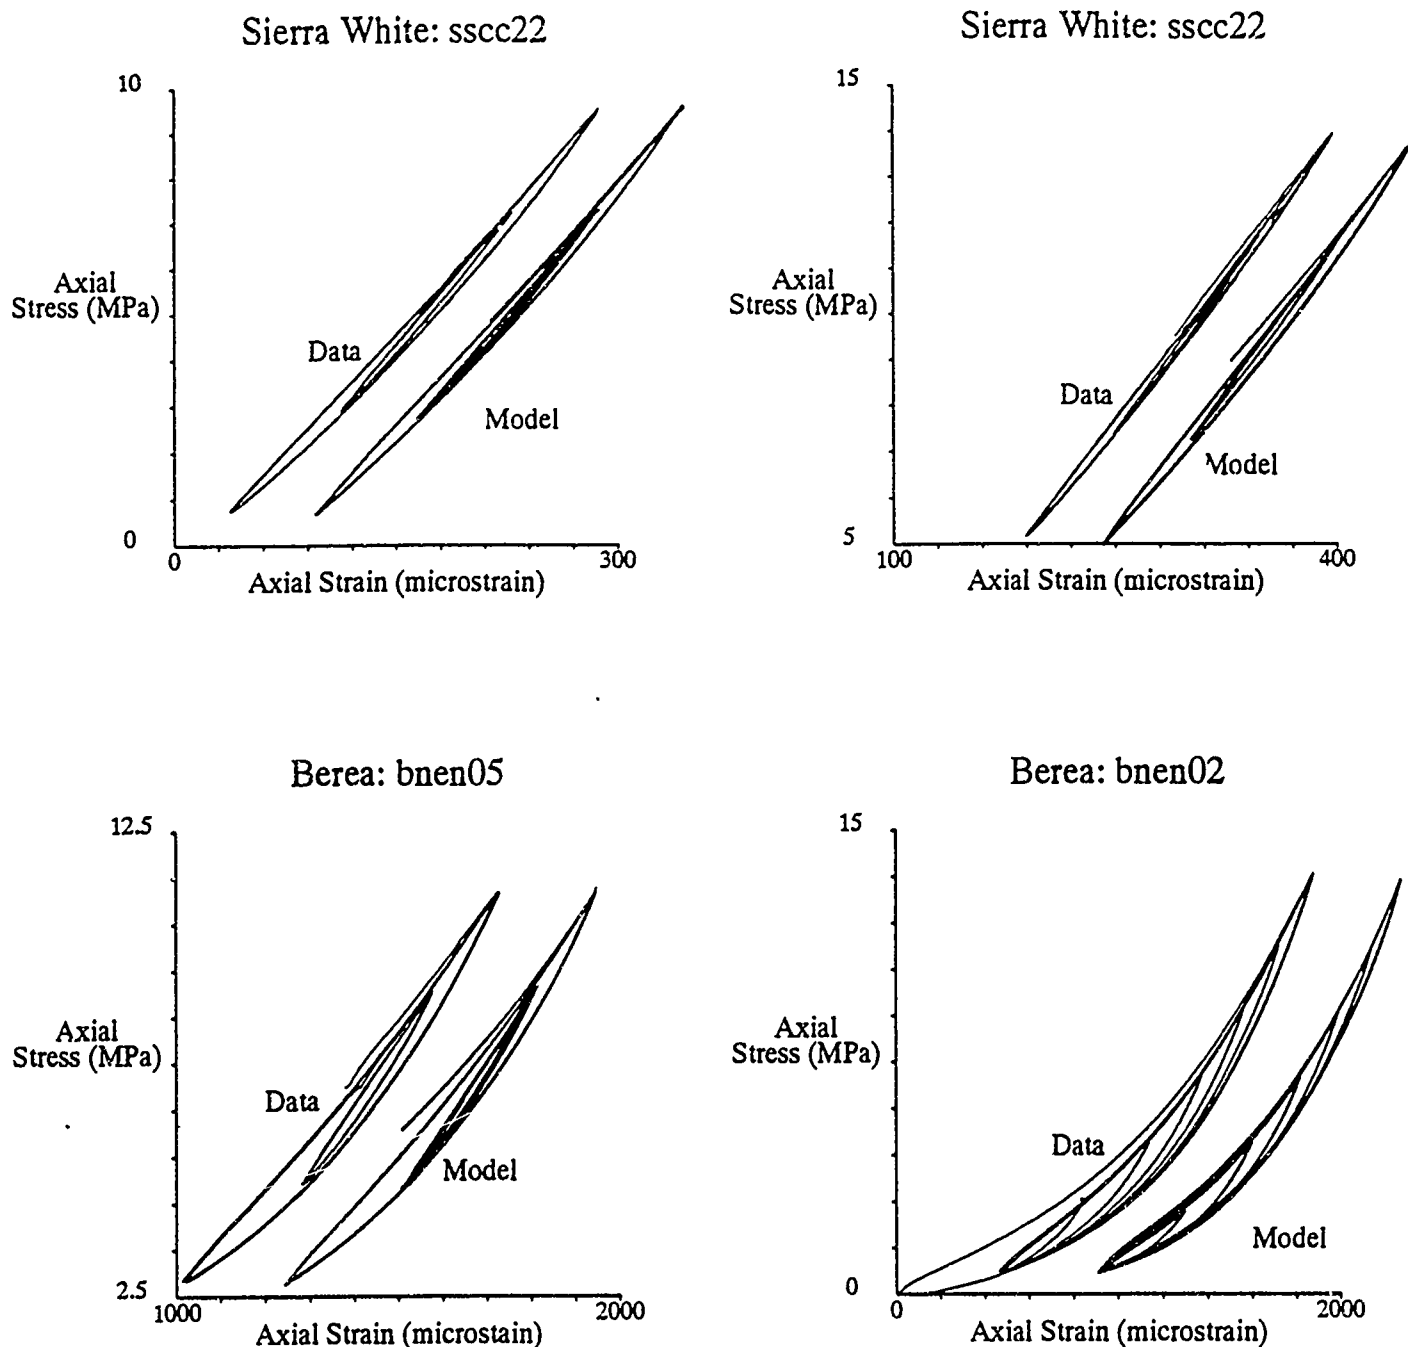 Sierra White: sscc22
10
Axial
Stress (MPa)
Data
Model
0
0
300
Axial Strain (microstrain)
Sierra White: sscc22
15
Axial
Stress (MPa)
Data
Model
5
100
400
Axial Strain (microstrain)
Berea: bnen05
12.5
Axial
Stress (MPa)
Data
Model
2.5
1000
2000
Axial Strain (microstain)
Berea: bnen02
15
Axial
Stress (MPa)
Data
Model
0
0
2000
Axial Strain (microstrain)